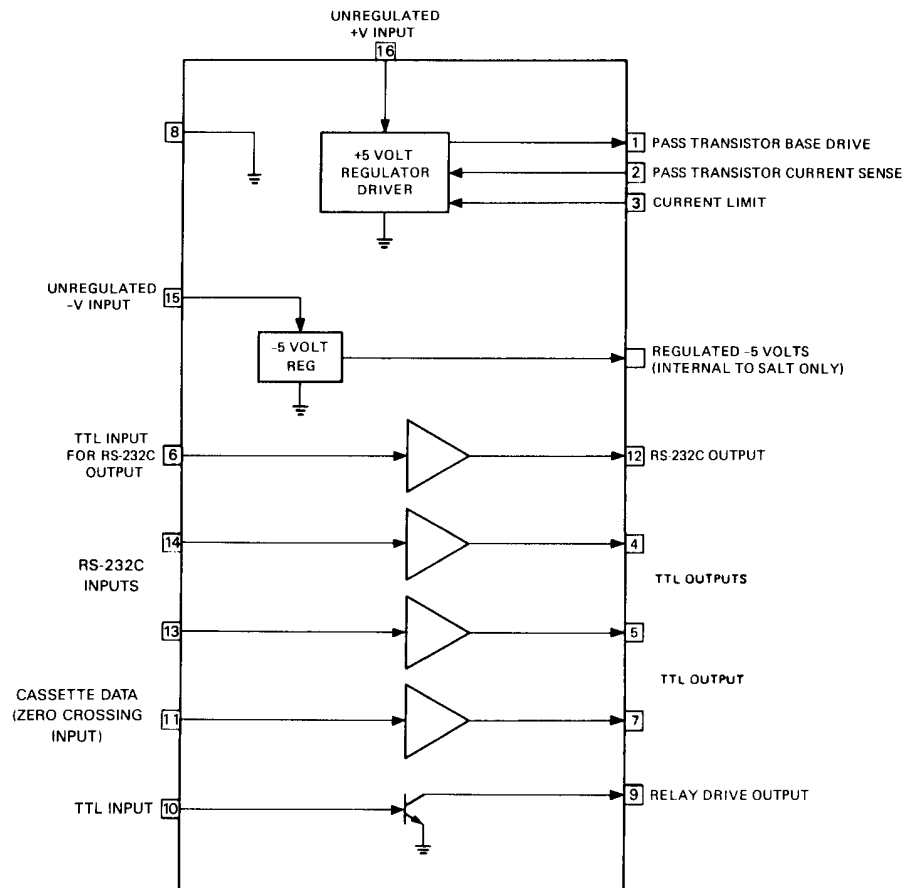 UNREGULATED
+V INPUT
16
8
+5 VOLT
REGULATOR
DRIVER
1 PASS TRANSISTOR BASE DRIVE
2 PASS TRANSISTOR CURRENT SENSE
3 CURRENT LIMIT
UNREGULATED
-V INPUT
15
-5 VOLT
REG
REGULATED -5 VOLTS
(INTERNAL TO SALT ONLY)
TTL INPUT
FOR RS-232C
OUTPUT
6
12 RS-232C OUTPUT
14
4
RS-232C
INPUTS
TTL OUTPUTS
13
5
TTL OUTPUT
CASSETTE DATA
(ZERO CROSSING
INPUT)
11
7
TTL INPUT 10
9 RELAY DRIVE OUTPUT